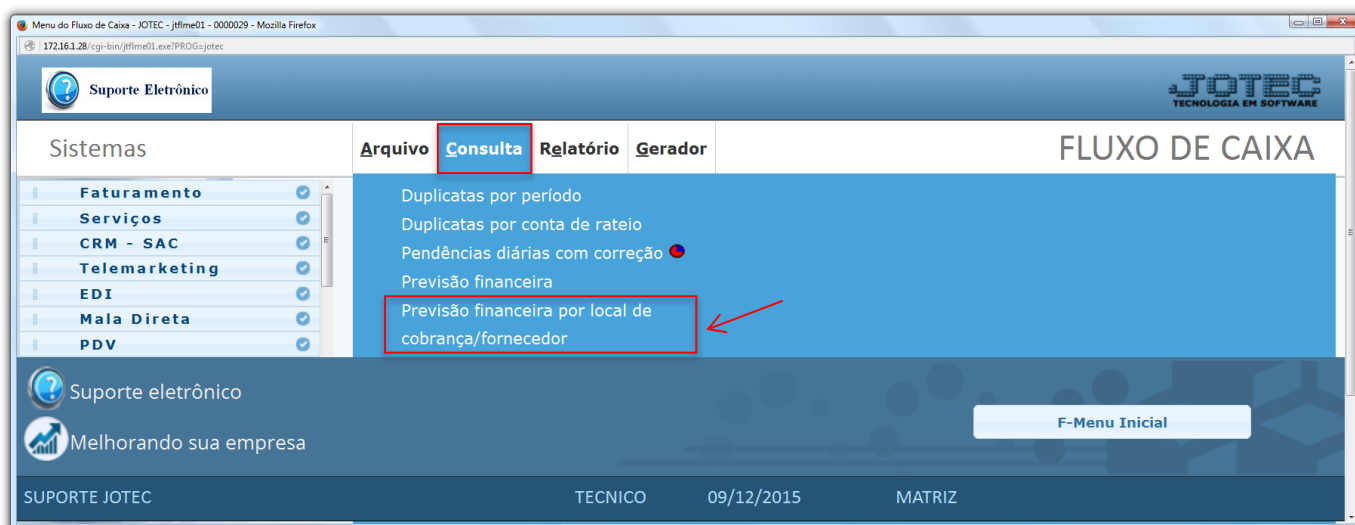 Menu do Fluxo de Caixa - JOTEC - jtflme01 - 0000029 - Mozilla Firefox
172.16.1.28/cgi-bin/jtflme01.exe?PROG=jotec
Suporte Eletrônico
JOTEC
TECNOLOGIA EM SOFTWARE
Sistemas
Arquivo Consulta Relatório Gerador
FLUXO DE CAIXA
Faturamento
Serviços
CRM - SAC
Telemarketing
EDI
Mala Direta
PDV
Duplicatas por período
Duplicatas por conta de rateio
Pendências diárias com correção
Previsão financeira
Previsão financeira por local de
cobrança/fornecedor
Suporte eletrônico
Melhorando sua empresa
F-Menu Inicial
SUPORTE JOTEC TECNICO 09/12/2015 MATRIZ